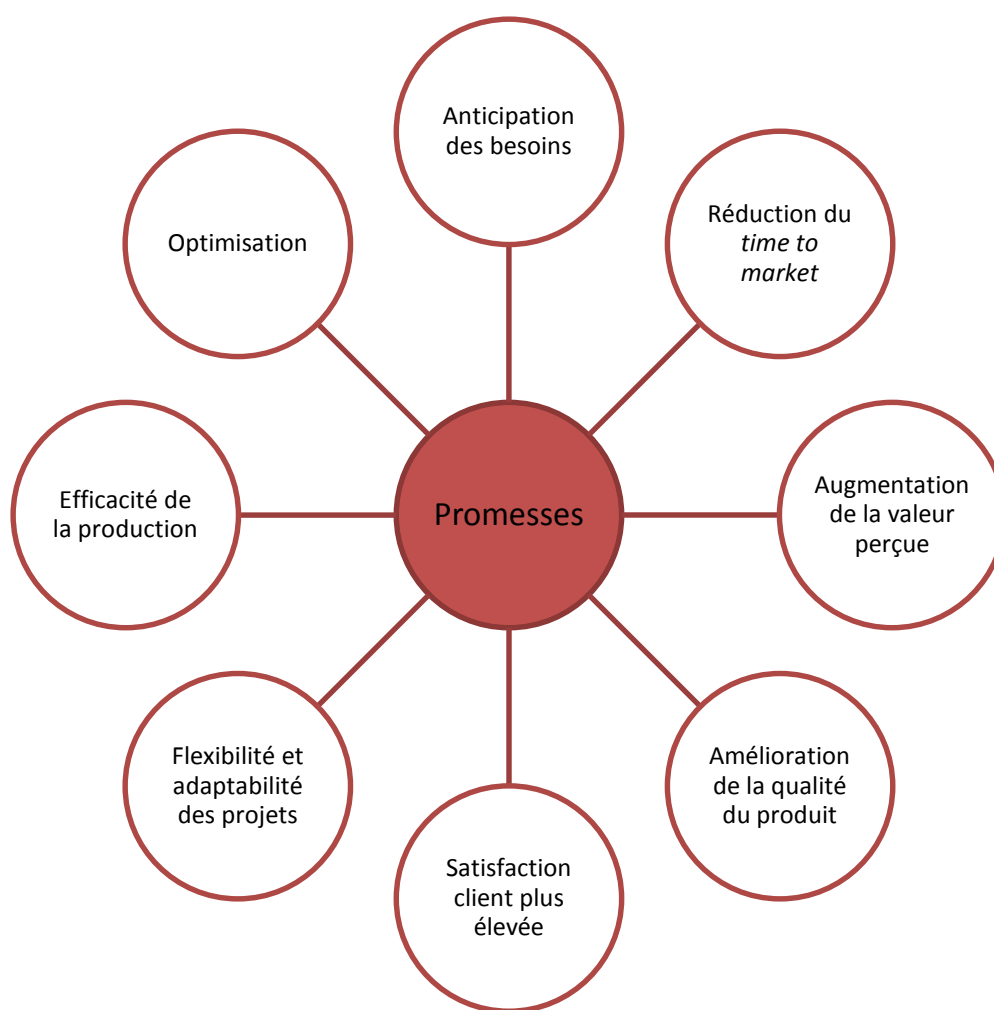 Anticipation
des besoins
Réduction du
time to
market
Augmentation
de la valeur
perçue
Amélioration
de la qualité
du produit
Satisfaction
client plus
élevée
Flexibilité et
adaptabilité
des projets
Efficacité de
la production
Optimisation
Promesses